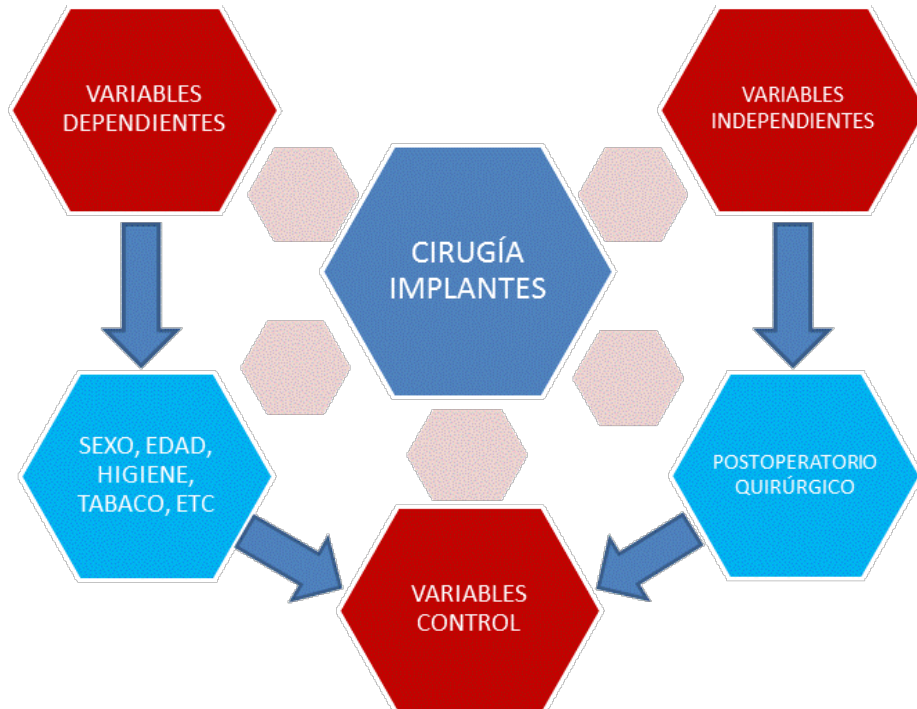 VARIABLES
DEPENDIENTES
VARIABLES
INDEPENDIENTES
CIRUGÍA
IMPLANTES
SEXO, EDAD,
HIGIENE,
TABACO, ETC
POSTOPERATORIO
QUIRÚRGICO
VARIABLES
CONTROL